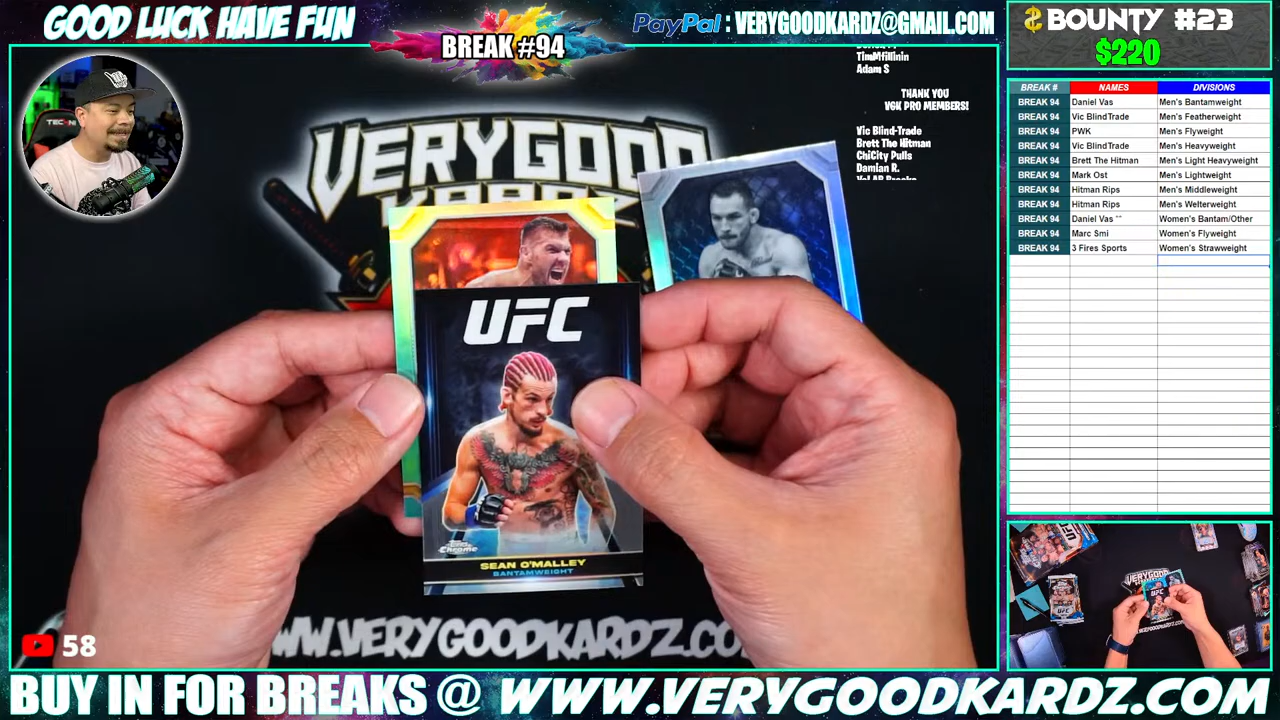 GOOD LUCK HAVE FUN
BREAK #94
PayPal : VERYGOODKARDZ@GMAIL.COM
$ BOUNTY #23
$220
TimMfillinin
Adam S
THANK YOU
VGK PRO MEMBERS!
Vic Blind-Trade
Brett The Hitman
ChiCity Pulls
Damian R.
VERYGOOD
KARDZ
UFC
Topps Chrome
SEAN O'MALLEY
BANTAMWEIGHT
WWW.VERYGOODKARDZ.CO
58
BREAK # NAMES DIVISIONS
BREAK 94 Daniel Vas Men's Bantamweight
BREAK 94 Vic BlindTrade Men's Featherweight
BREAK 94 PWK Men's Flyweight
BREAK 94 Vic BlindTrade Men's Heavyweight
BREAK 94 Brett The Hitman Men's Light Heavyweight
BREAK 94 Mark Ost Men's Lightweight
BREAK 94 Hitman Rips Men's Middleweight
BREAK 94 Hitman Rips Men's Welterweight
BREAK 94 Daniel Vas ** Women's Bantam/Other
BREAK 94 Marc Smi Women's Flyweight
BREAK 94 3 Fires Sports Women's Strawweight
VERYGOOD
UFC
BUY IN FOR BREAKS @ WWW.VERYGOODKARDZ.COM